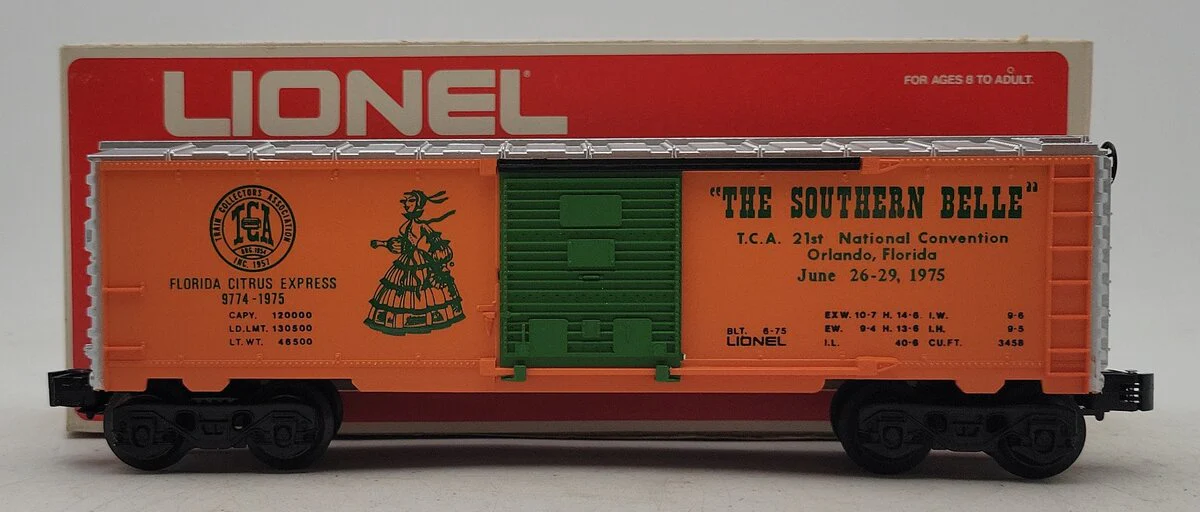 LIONEL
FOR AGES 8 TO ADULT.
TRAIN COLLECTORS ASSOCIATION
TCA
ORG. 1954
INC. 1957
FLORIDA CITRUS EXPRESS
9774-1975
CAPY. 120000
LD.LMT. 130500
LT. WT. 46500
"THE SOUTHERN BELLE"
T.C.A. 21st National Convention
Orlando, Florida
June 26-29, 1975
BLT. 6-75
LIONEL
EXW. 10-7 H. 14-6. I.W. 9-6
EW. 9-4 H. 13-6 I.H. 9-5
I.L. 40-6 CU.FT. 3458